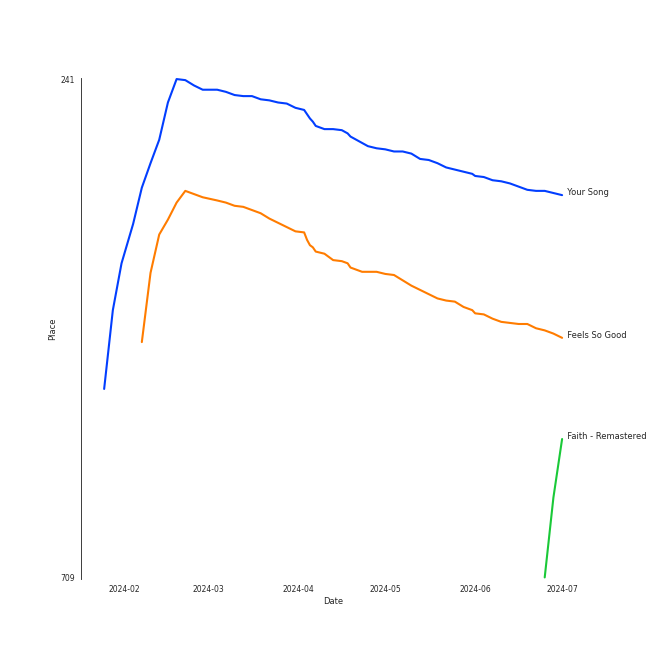 241
Your Song
Place
Feels So Good
Faith - Remastered
709
2024-02 2024-03 2024-04 2024-05 2024-06 2024-07
Date